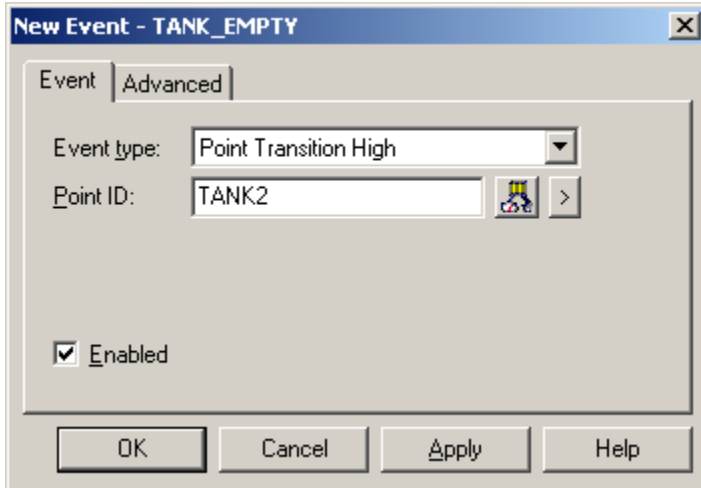 New Event - TANK_EMPTY
Event Advanced
Event type: Point Transition High
Point ID: TANK2 >
Enabled
OK Cancel Apply Help